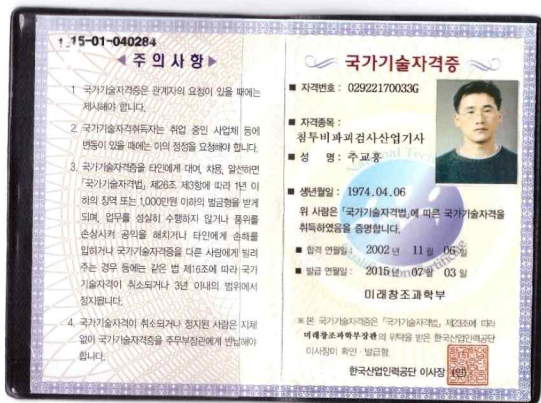 15-01-040284
주의사항
1. 국가기술자격증은 관계자의 요청이 있을 때에는
제시해야 합니다.
2. 국가기술자격취득자는 취업 중인 사업체 등에
변동이 있을 때에는 이의 정정을 요청해야 합니다.
3. 국가기술자격증을 타인에게 대여, 차용, 알선하면
「국가기술자격법」 제26조 제3항에 따라 1년 이
하의 징역 또는 1,000만원 이하의 벌금형을 받게
되며, 업무를 성실히 수행하지 않거나 품위를
손상시켜 공익을 해치거나 타인에게 손해를
입히거나 국가기술자격증을 다른 사람에게 빌려
주는 경우 등에는 같은 법 제16조에 따라 국가
기술자격이 취소되거나 3년 이내의 범위에서
정지됩니다.
4. 국가기술자격이 취소되거나 정지된 사람은 지체
없이 국가기술자격증을 주무부장관에게 반납해야
합니다.
국가기술자격증
■ 자격번호 : 02922170033G
■ 자격종목 :
침투비파괴검사산업기사
■ 성 명 : 추교홍
■ 생년월일 : 1974.04.06
위 사람은 「국가기술자격법」에 따른 국가기술자격을
취득하였음을 증명합니다.
■ 합격 연월일 : 2002 년 11 월 06 일
■ 발급 연월일 : 2015 년 07 월 03 일
미래창조과학부
※ 본 국가기술자격증은 「국가기술자격법」 제23조에 따라
미래창조과학부장관의 위탁을 받은 한국산업인력공단
이사장이 확인·발급함.
한국산업인력공단 이사장 (인)